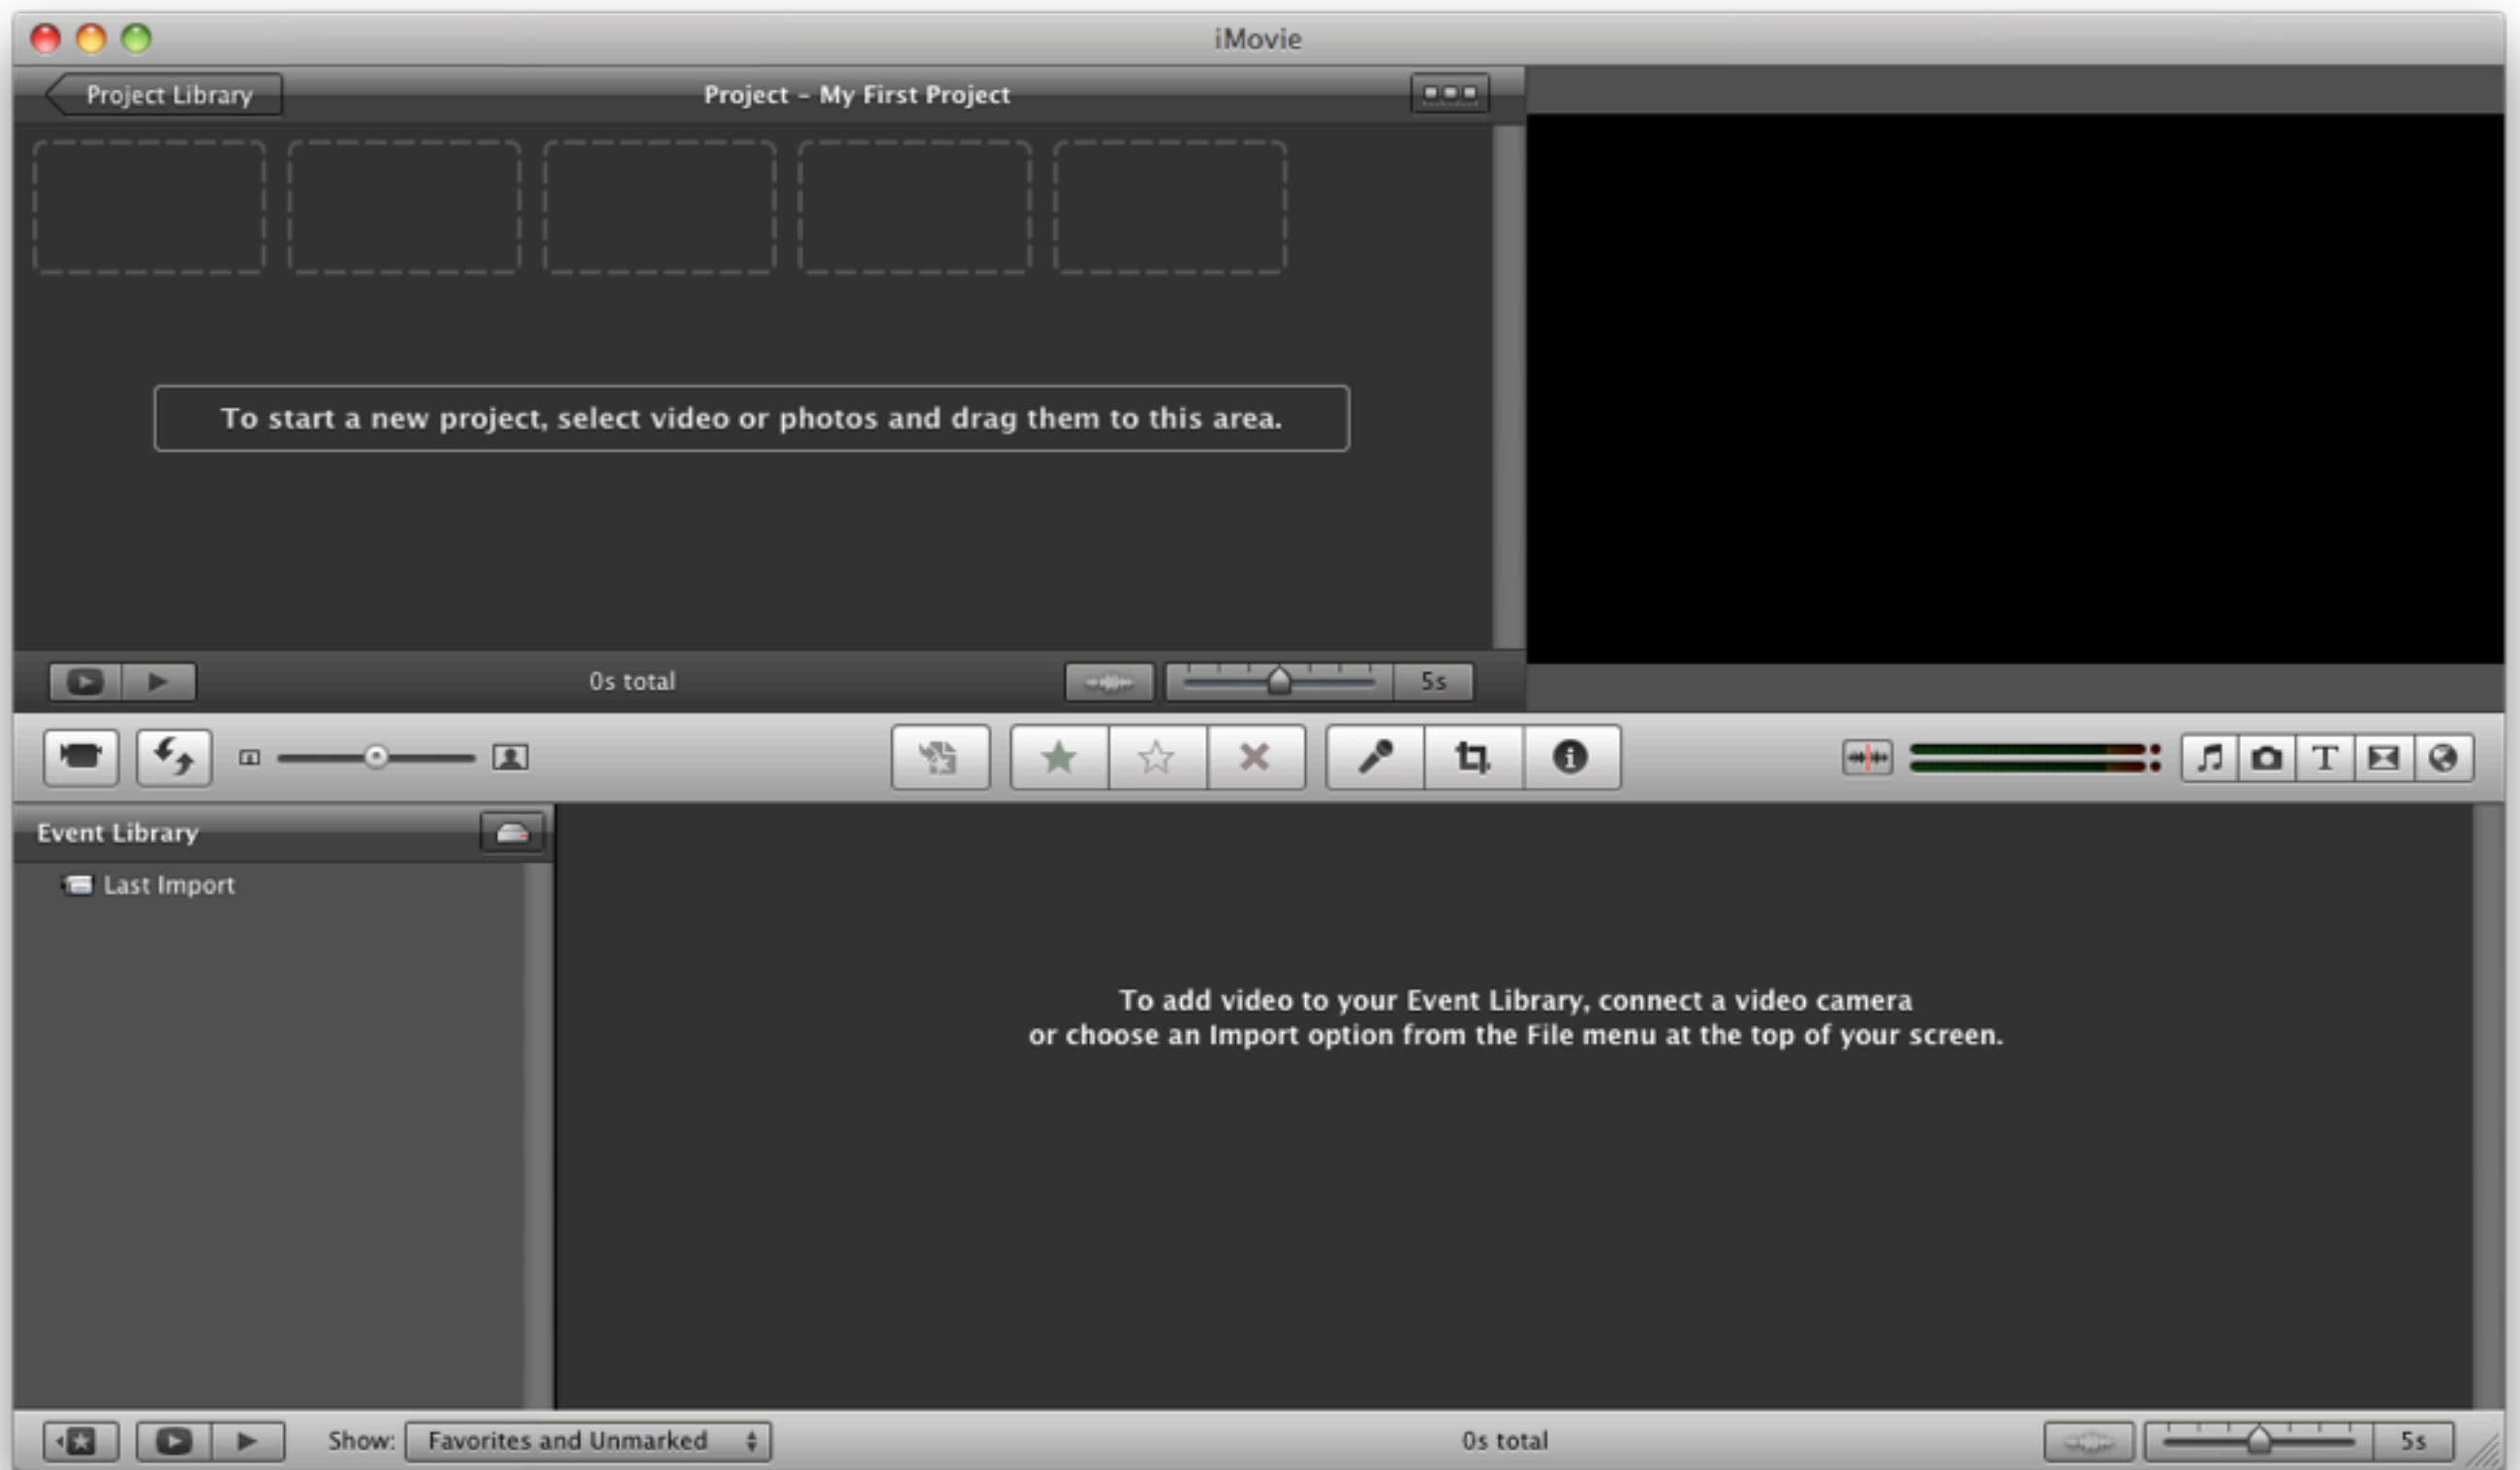 iMovie
Project Library
Project – My First Project
To start a new project, select video or photos and drag them to this area.
0s total
5s
T
Event Library
Last Import
To add video to your Event Library, connect a video camera
or choose an Import option from the File menu at the top of your screen.
Show:
Favorites and Unmarked
0s total
5s